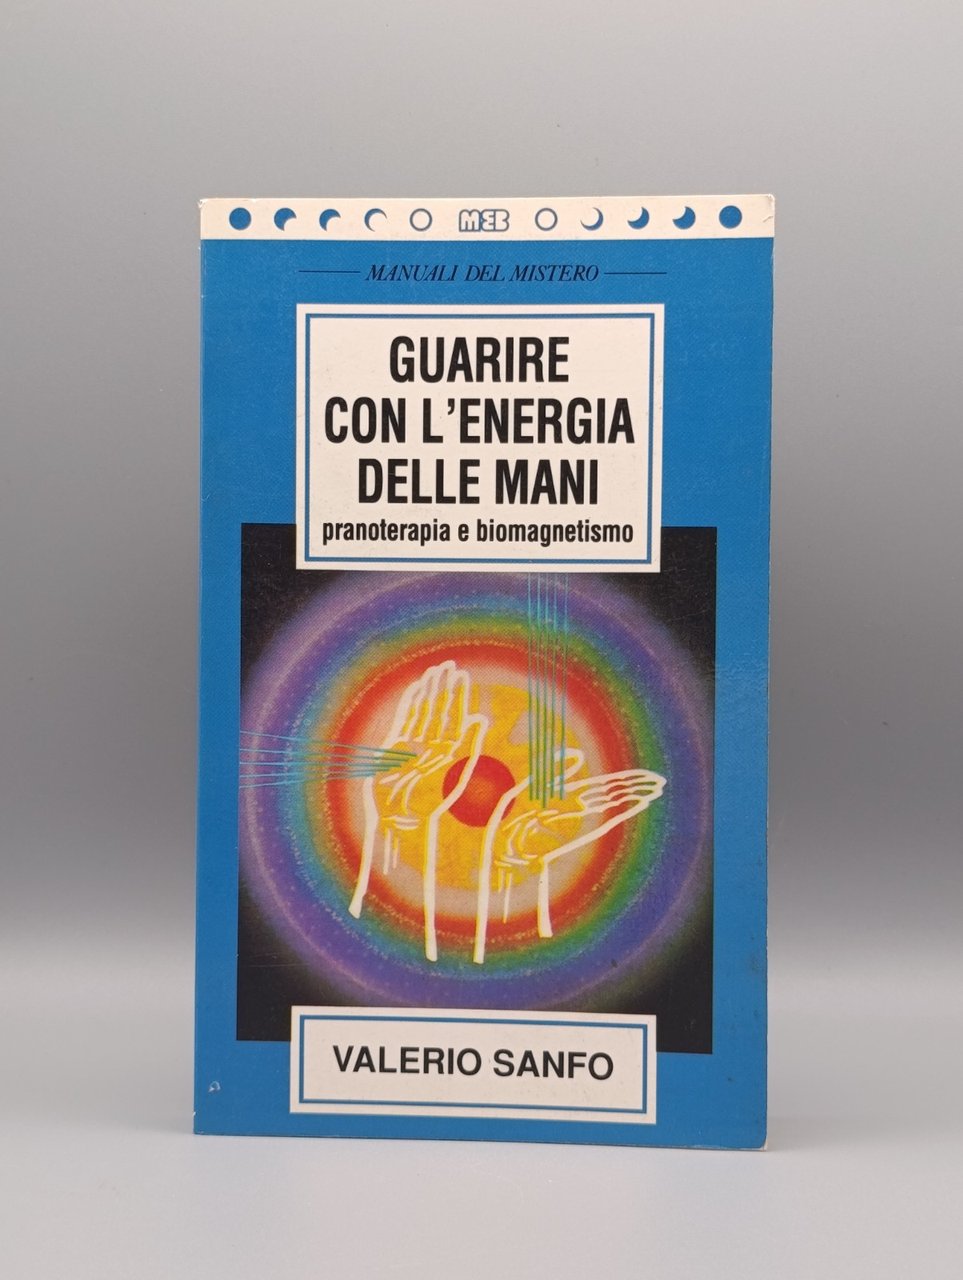 MEB
MANUALI DEL MISTERO
GUARIRE
CON L'ENERGIA
DELLE MANI
pranoterapia e biomagnetismo
VALERIO SANFO